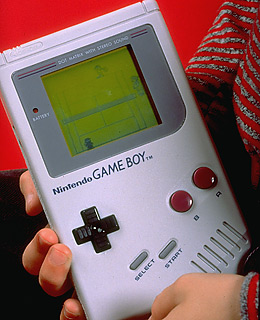 DOT MATRIX WITH STEREO SOUND
BATTERY
Nintendo GAME BOY™
B A
SELECT START